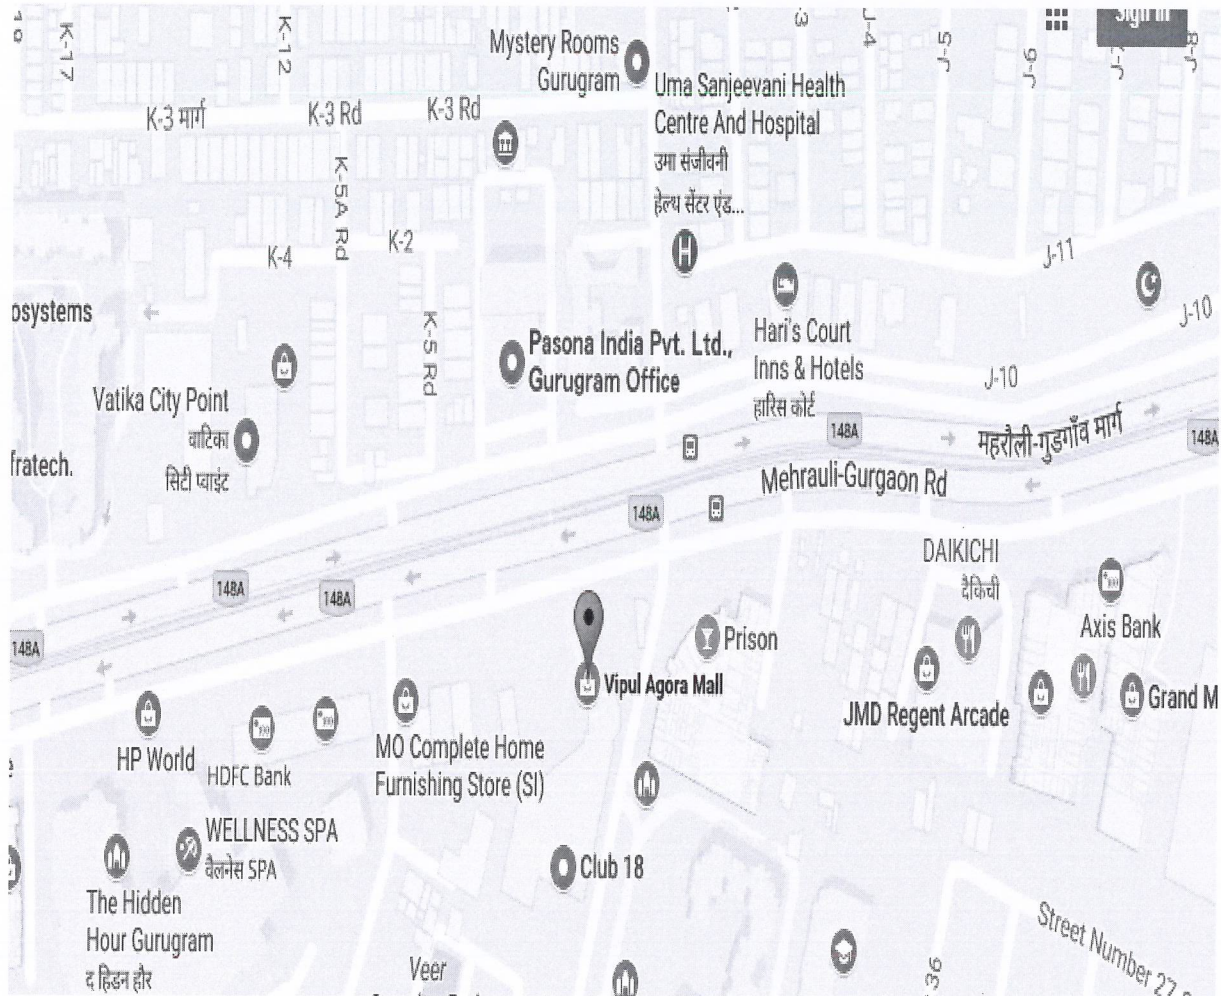 K-17
K-12
Mystery Rooms
Gurugram
J-4
J-5
Sign in
K-3 मार्ग
K-3 Rd
K-3 Rd
Uma Sanjeevani Health
Centre And Hospital
उमा संजीवनी
हेल्थ सेंटर एंड...
K-5A Rd
K-4
K-2
J-11
J-10
osystems
K-5 Rd
Pasona India Pvt. Ltd.,
Gurugram Office
Hari's Court
Inns & Hotels
हारिस कोर्ट
J-10
Vatika City Point
वाटिका
सिटी प्वाइंट
148A
महरौली-गुडगाँव मार्ग
148A
fratech.
Mehrauli-Gurgaon Rd
148A
DAIKICHI
दैकिची
148A
148A
148A
Axis Bank
Prison
Vipul Agora Mall
JMD Regent Arcade
Grand M
HP World
HDFC Bank
MO Complete Home
Furnishing Store (SI)
WELLNESS SPA
वैलनेस SPA
Club 18
The Hidden
Hour Gurugram
द हिडन हौर
Veer
36
Street Number 27